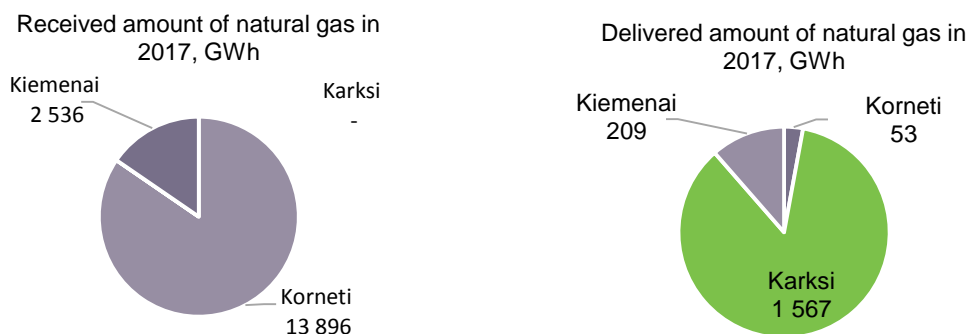 Received amount of natural gas in
2017, GWh
Kiemenai
2 536
Karksi
-
Korneti
13 896
Delivered amount of natural gas in
2017, GWh
Kiemenai
209
Korneti
53
Karksi
1 567